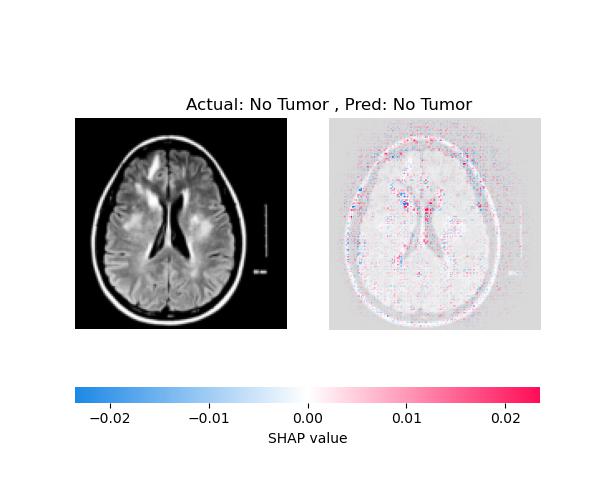 Actual: No Tumor , Pred: No Tumor
−0.02 −0.01 0.00 0.01 0.02
SHAP value